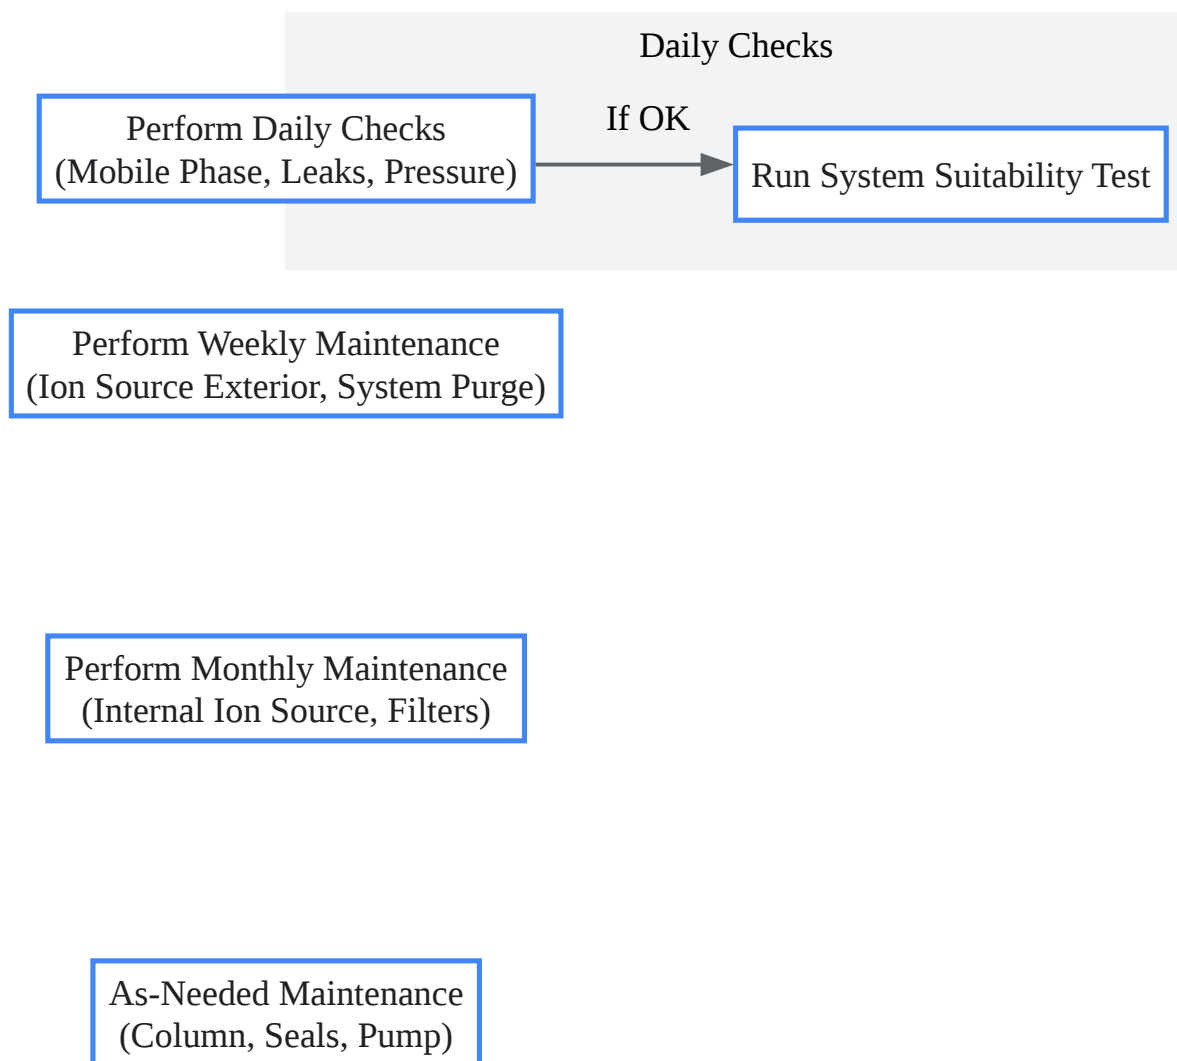 Daily Checks
Perform Daily Checks
(Mobile Phase, Leaks, Pressure)
If OK
Run System Suitability Test
Perform Weekly Maintenance
(Ion Source Exterior, System Purge)
Perform Monthly Maintenance
(Internal Ion Source, Filters)
As-Needed Maintenance
(Column, Seals, Pump)